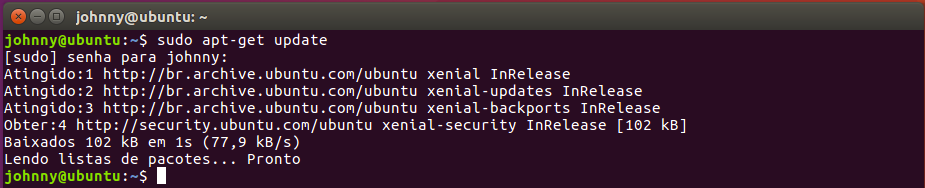 johnny@ubuntu: ~
johnny@ubuntu:~$ sudo apt-get update
[sudo] senha para johnny:
Atingido:1 http://br.archive.ubuntu.com/ubuntu xenial InRelease
Atingido:2 http://br.archive.ubuntu.com/ubuntu xenial-updates InRelease
Atingido:3 http://br.archive.ubuntu.com/ubuntu xenial-backports InRelease
Obter:4 http://security.ubuntu.com/ubuntu xenial-security InRelease [102 kB]
Baixados 102 kB em 1s (77,9 kB/s)
Lendo listas de pacotes... Pronto
johnny@ubuntu:~$